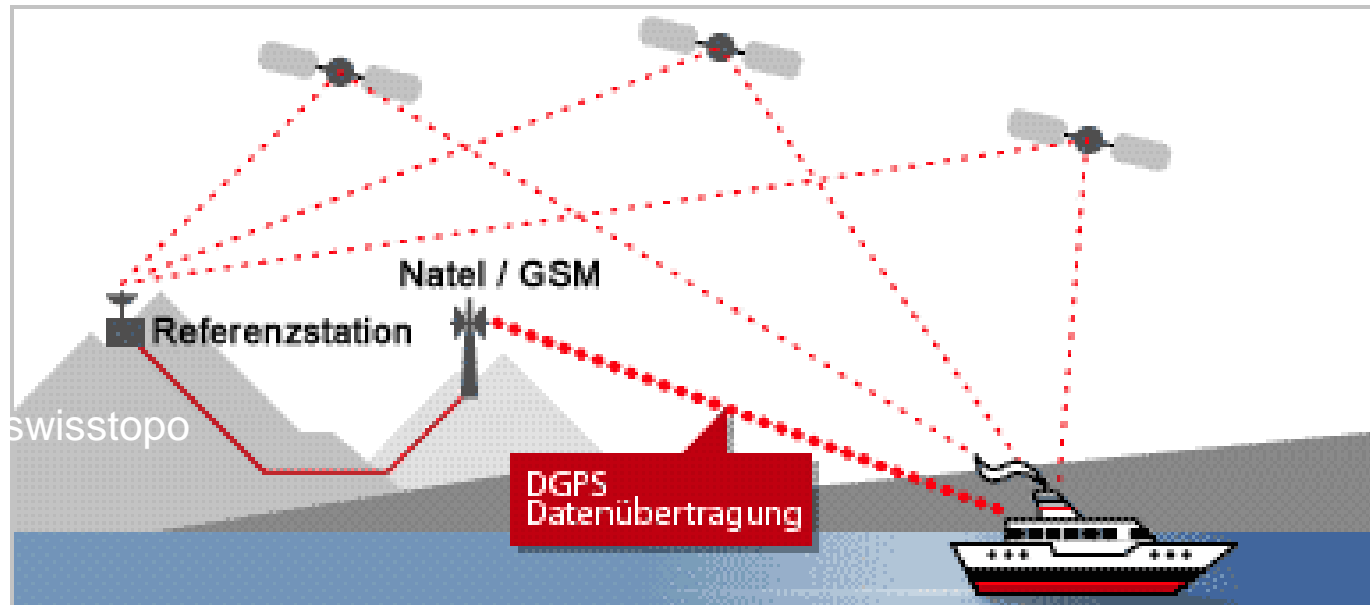 Natel / GSM
Referenzstation
swisstopo
DGPS
Datenübertragung